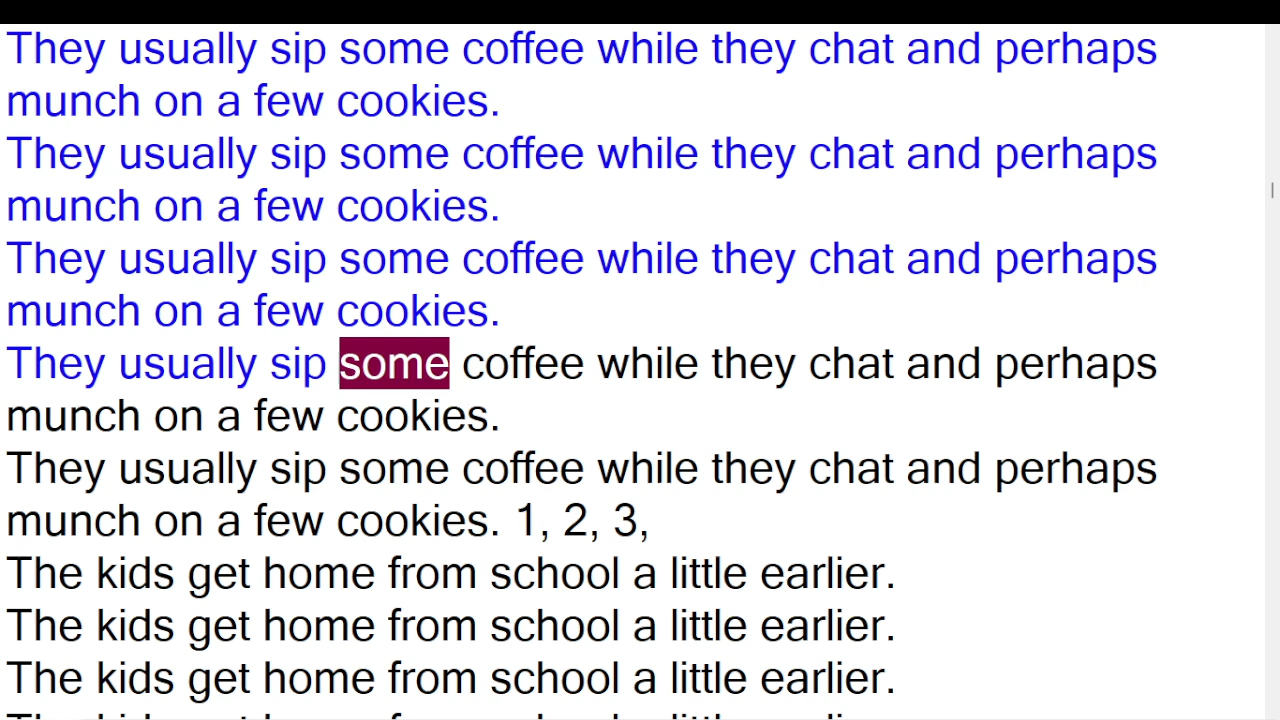 They usually sip some coffee while they chat and perhaps
munch on a few cookies.
They usually sip some coffee while they chat and perhaps
munch on a few cookies.
They usually sip some coffee while they chat and perhaps
munch on a few cookies.
They usually sip some coffee while they chat and perhaps
munch on a few cookies.
They usually sip some coffee while they chat and perhaps
munch on a few cookies. 1, 2, 3,
The kids get home from school a little earlier.
The kids get home from school a little earlier.
The kids get home from school a little earlier.